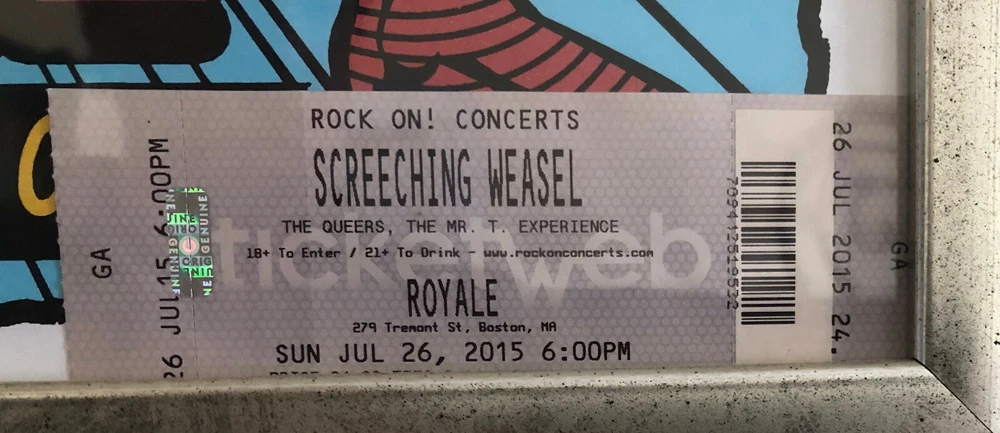 ROCK ON! CONCERTS
SCREECHING WEASEL
THE QUEERS, THE MR. T. EXPERIENCE
18+ To Enter / 21+ To Drink - www.rockonconcerts.com
ticketweb
ROYALE
279 Tremont St, Boston, MA
SUN JUL 26, 2015 6:00PM
GA
26 JUL15 6:00PM
GENUINE
709412519532
26 JUL 2015 24.
GA